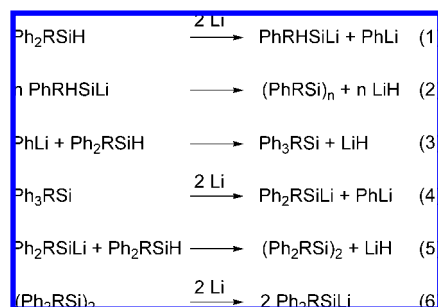 Ph₂RSiH 2 Li → PhRHSiLi + PhLi (1
n PhRHSiLi → (PhRSi)ₙ + n LiH (2
PhLi + Ph₂RSiH → Ph₃RSi + LiH (3
Ph₃RSi 2 Li → Ph₂RSiLi + PhLi (4
Ph₂RSiLi + Ph₂RSiH → (Ph₂RSi)₂ + LiH (5
(Ph₂RSi)₂ 2 Li → 2 Ph₂RSiLi (6